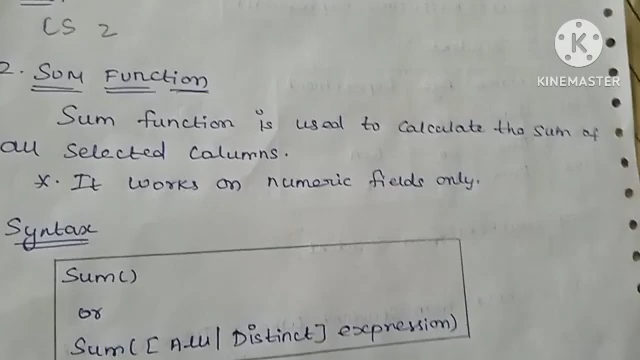 CS 2
KINEMASTER
2. SUM FUNCTION
Sum function is used to calculate the sum of
all selected calumns.
*. It works on numeric fields only.
Syntax
Sum()
or
Sum([All| Distinct] expression)